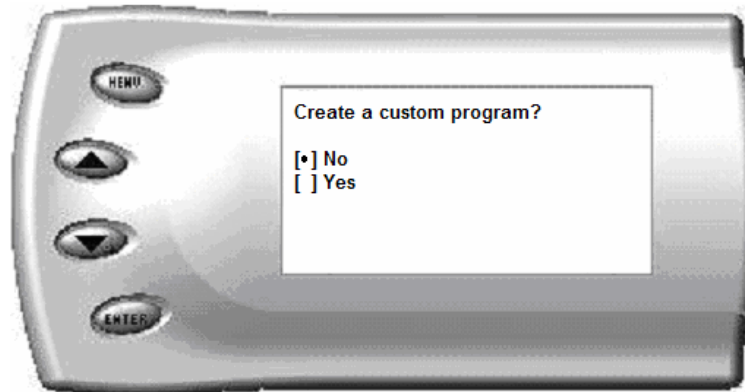 MENU
Create a custom program?
[•] No
[ ] Yes
ENTER